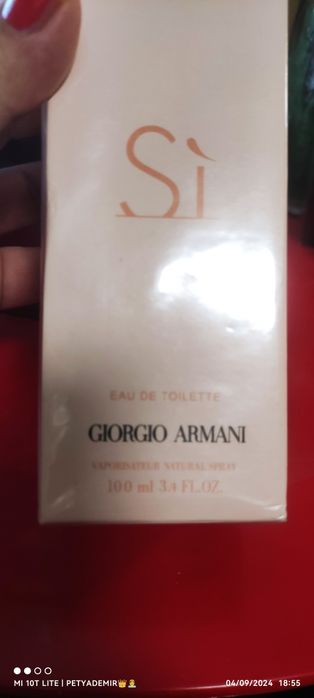 Sì
EAU DE TOILETTE
GIORGIO ARMANI
VAPORISATEUR NATURAL SPRAY
100 ml 3.4 FL.OZ.
MI 10T LITE | PETYADEMIR👑🤵
04/09/2024 18:55